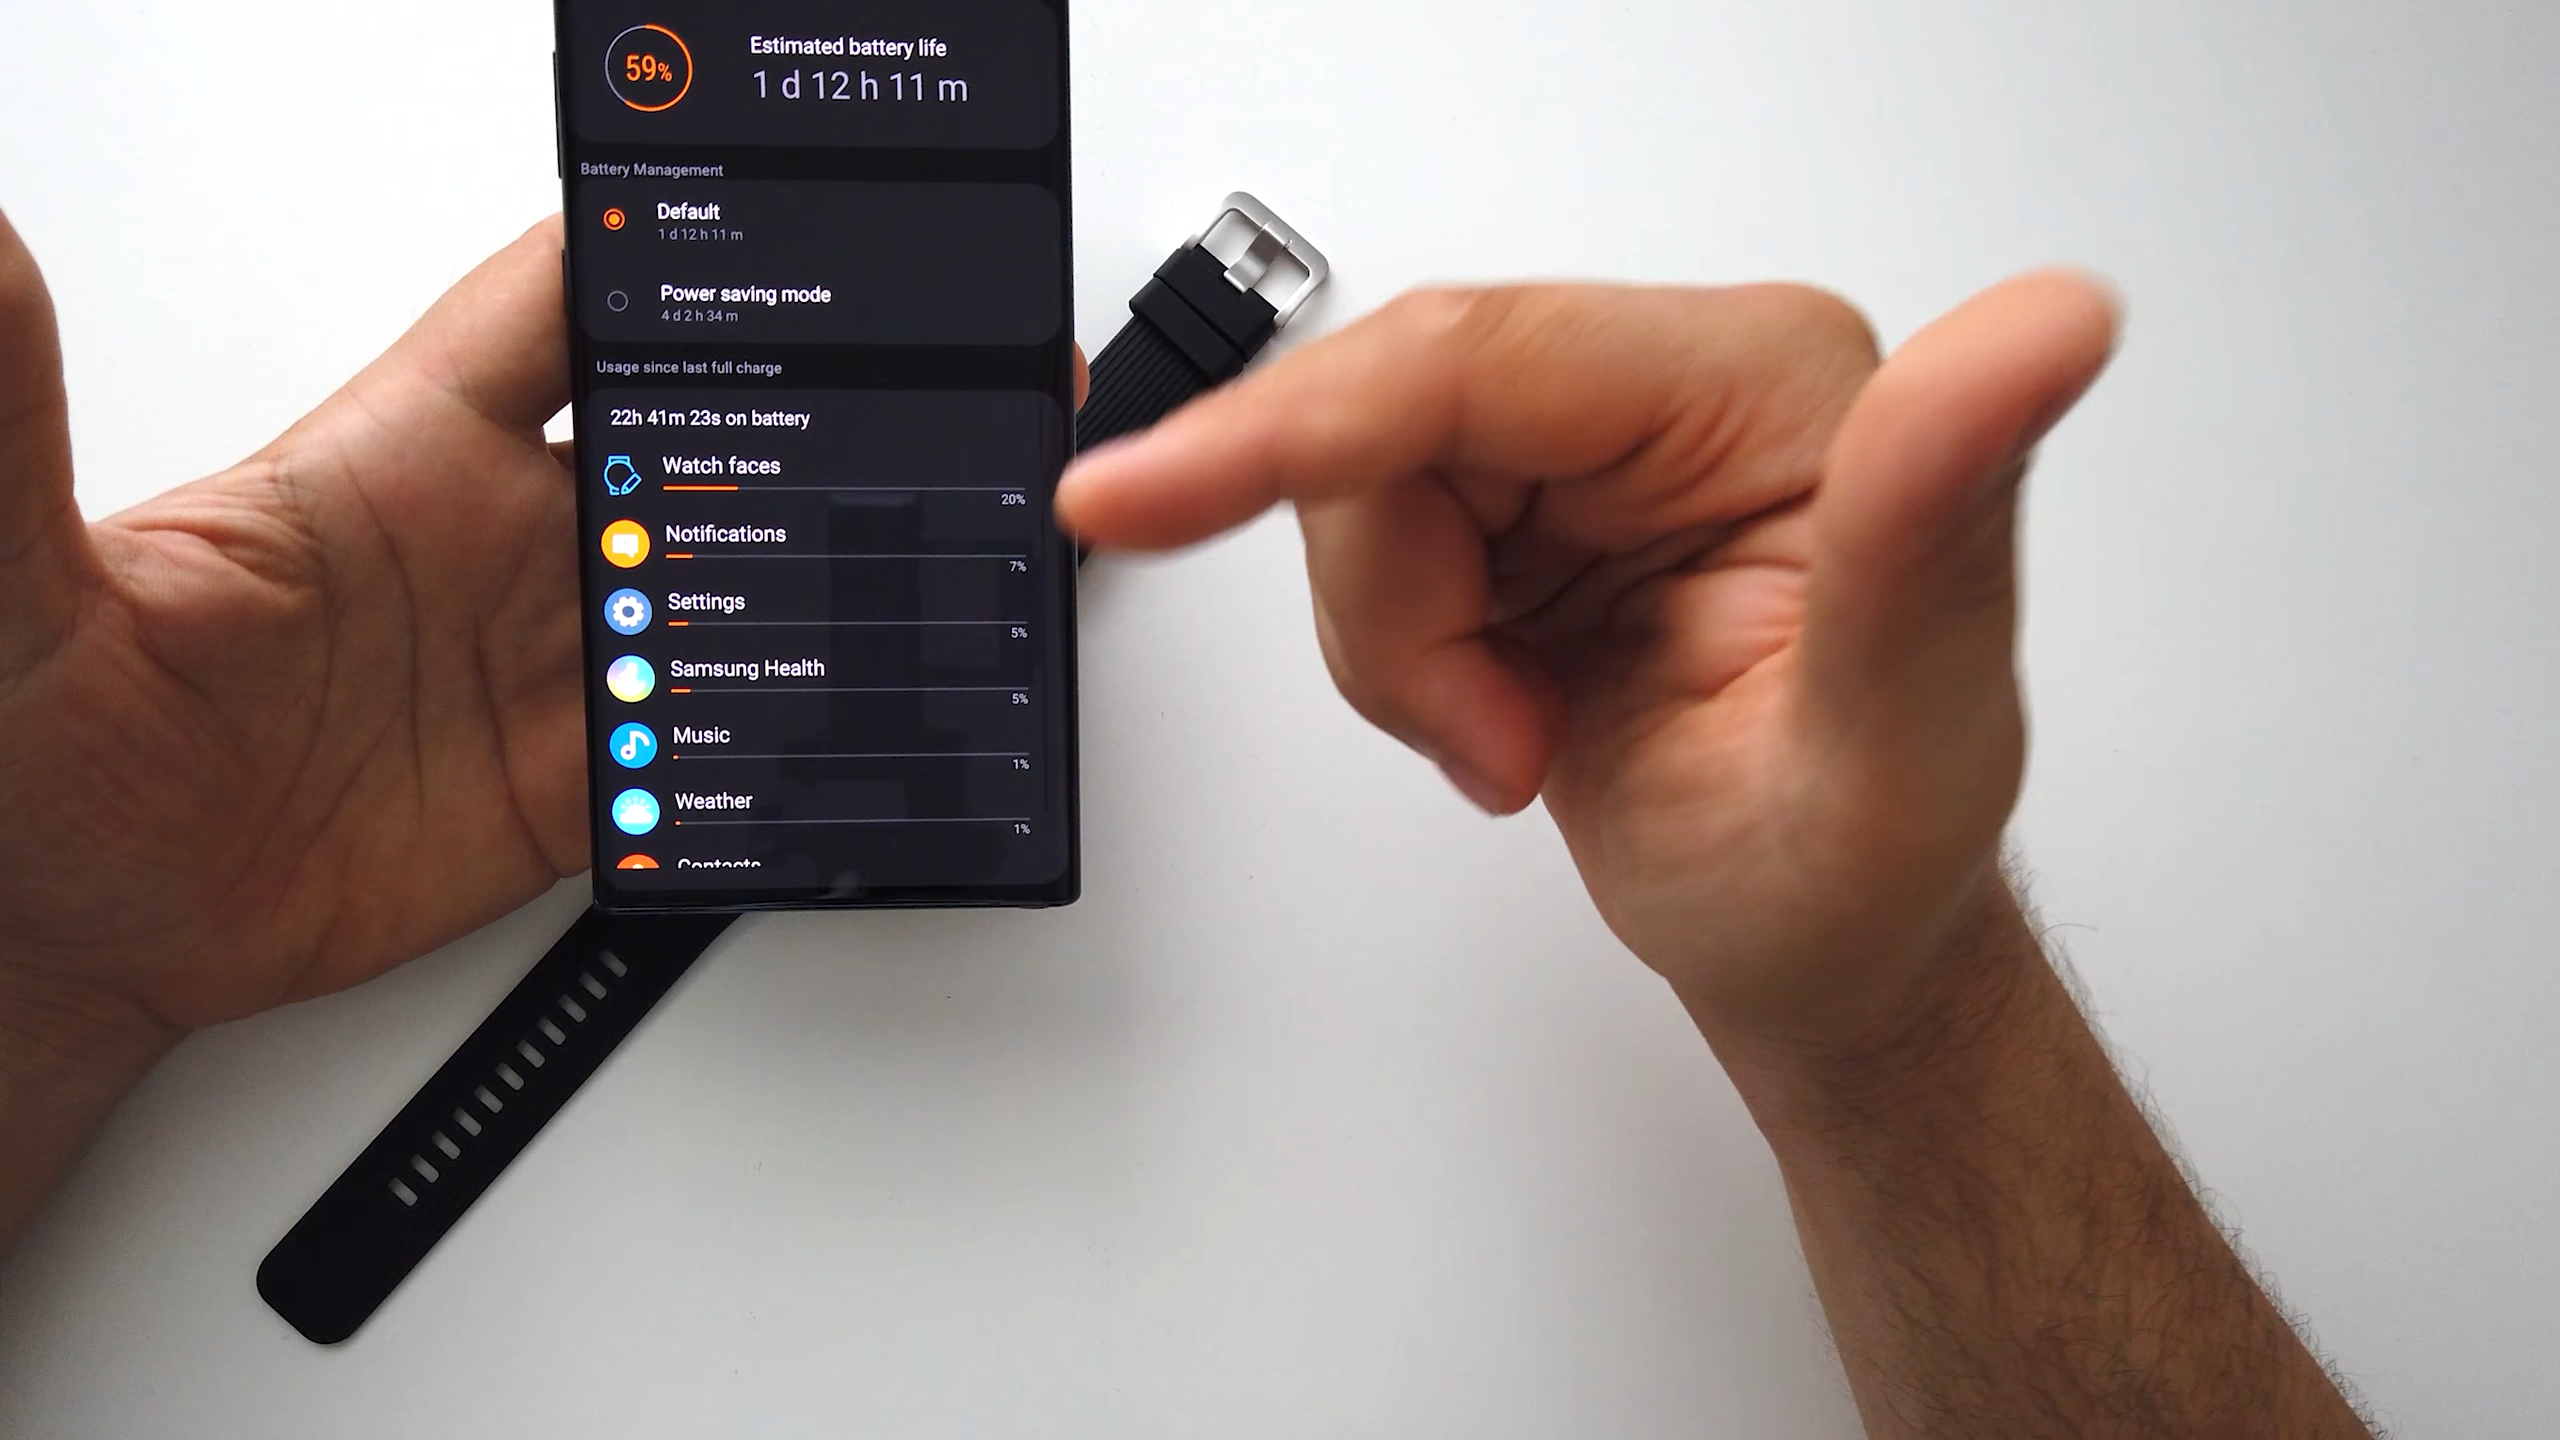 59%
Estimated battery life
1 d 12 h 11 m
Battery Management
Default
1 d 12 h 11 m
Power saving mode
4 d 2 h 34 m
Usage since last full charge
22h 41m 23s on battery
Watch faces
20%
Notifications
7%
Settings
5%
Samsung Health
5%
Music
1%
Weather
1%
Contacts